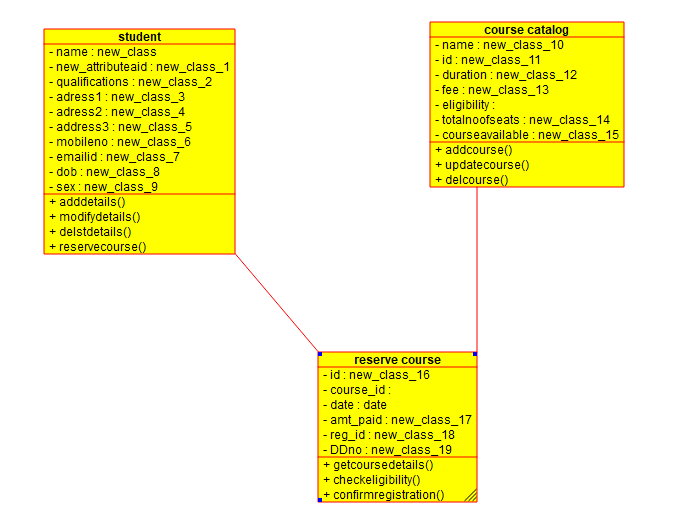 student
- name : new_class
- new_attributeaid : new_class_1
- qualifications : new_class_2
- adress1 : new_class_3
- adress2 : new_class_4
- address3 : new_class_5
- mobileno : new_class_6
- emailid : new_class_7
- dob : new_class_8
- sex : new_class_9
+ adddetails()
+ modifydetails()
+ delstdetails()
+ reservecourse()
course catalog
- name : new_class_10
- id : new_class_11
- duration : new_class_12
- fee : new_class_13
- eligibility :
- totalnoofseats : new_class_14
- courseavailable : new_class_15
+ addcourse()
+ updatecourse()
+ delcourse()
reserve course
- id : new_class_16
- course_id :
- date : date
- amt_paid : new_class_17
- reg_id : new_class_18
- DDno : new_class_19
+ getcoursedetails()
+ checkeligibility()
+ confirmregistration()